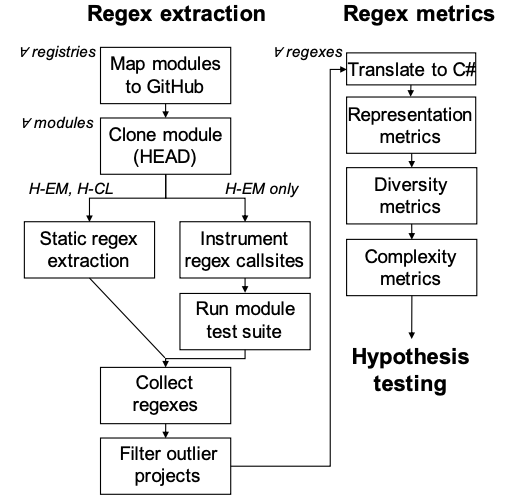 Regex extraction
∀ registries
Map modules
to GitHub
∀ modules
Clone module
(HEAD)
H-EM, H-CL
H-EM only
Static regex
extraction
Instrument
regex callsites
Run module
test suite
Collect
regexes
Filter outlier
projects
Regex metrics
∀ regexes
Translate to C#
Representation
metrics
Diversity
metrics
Complexity
metrics
Hypothesis
testing